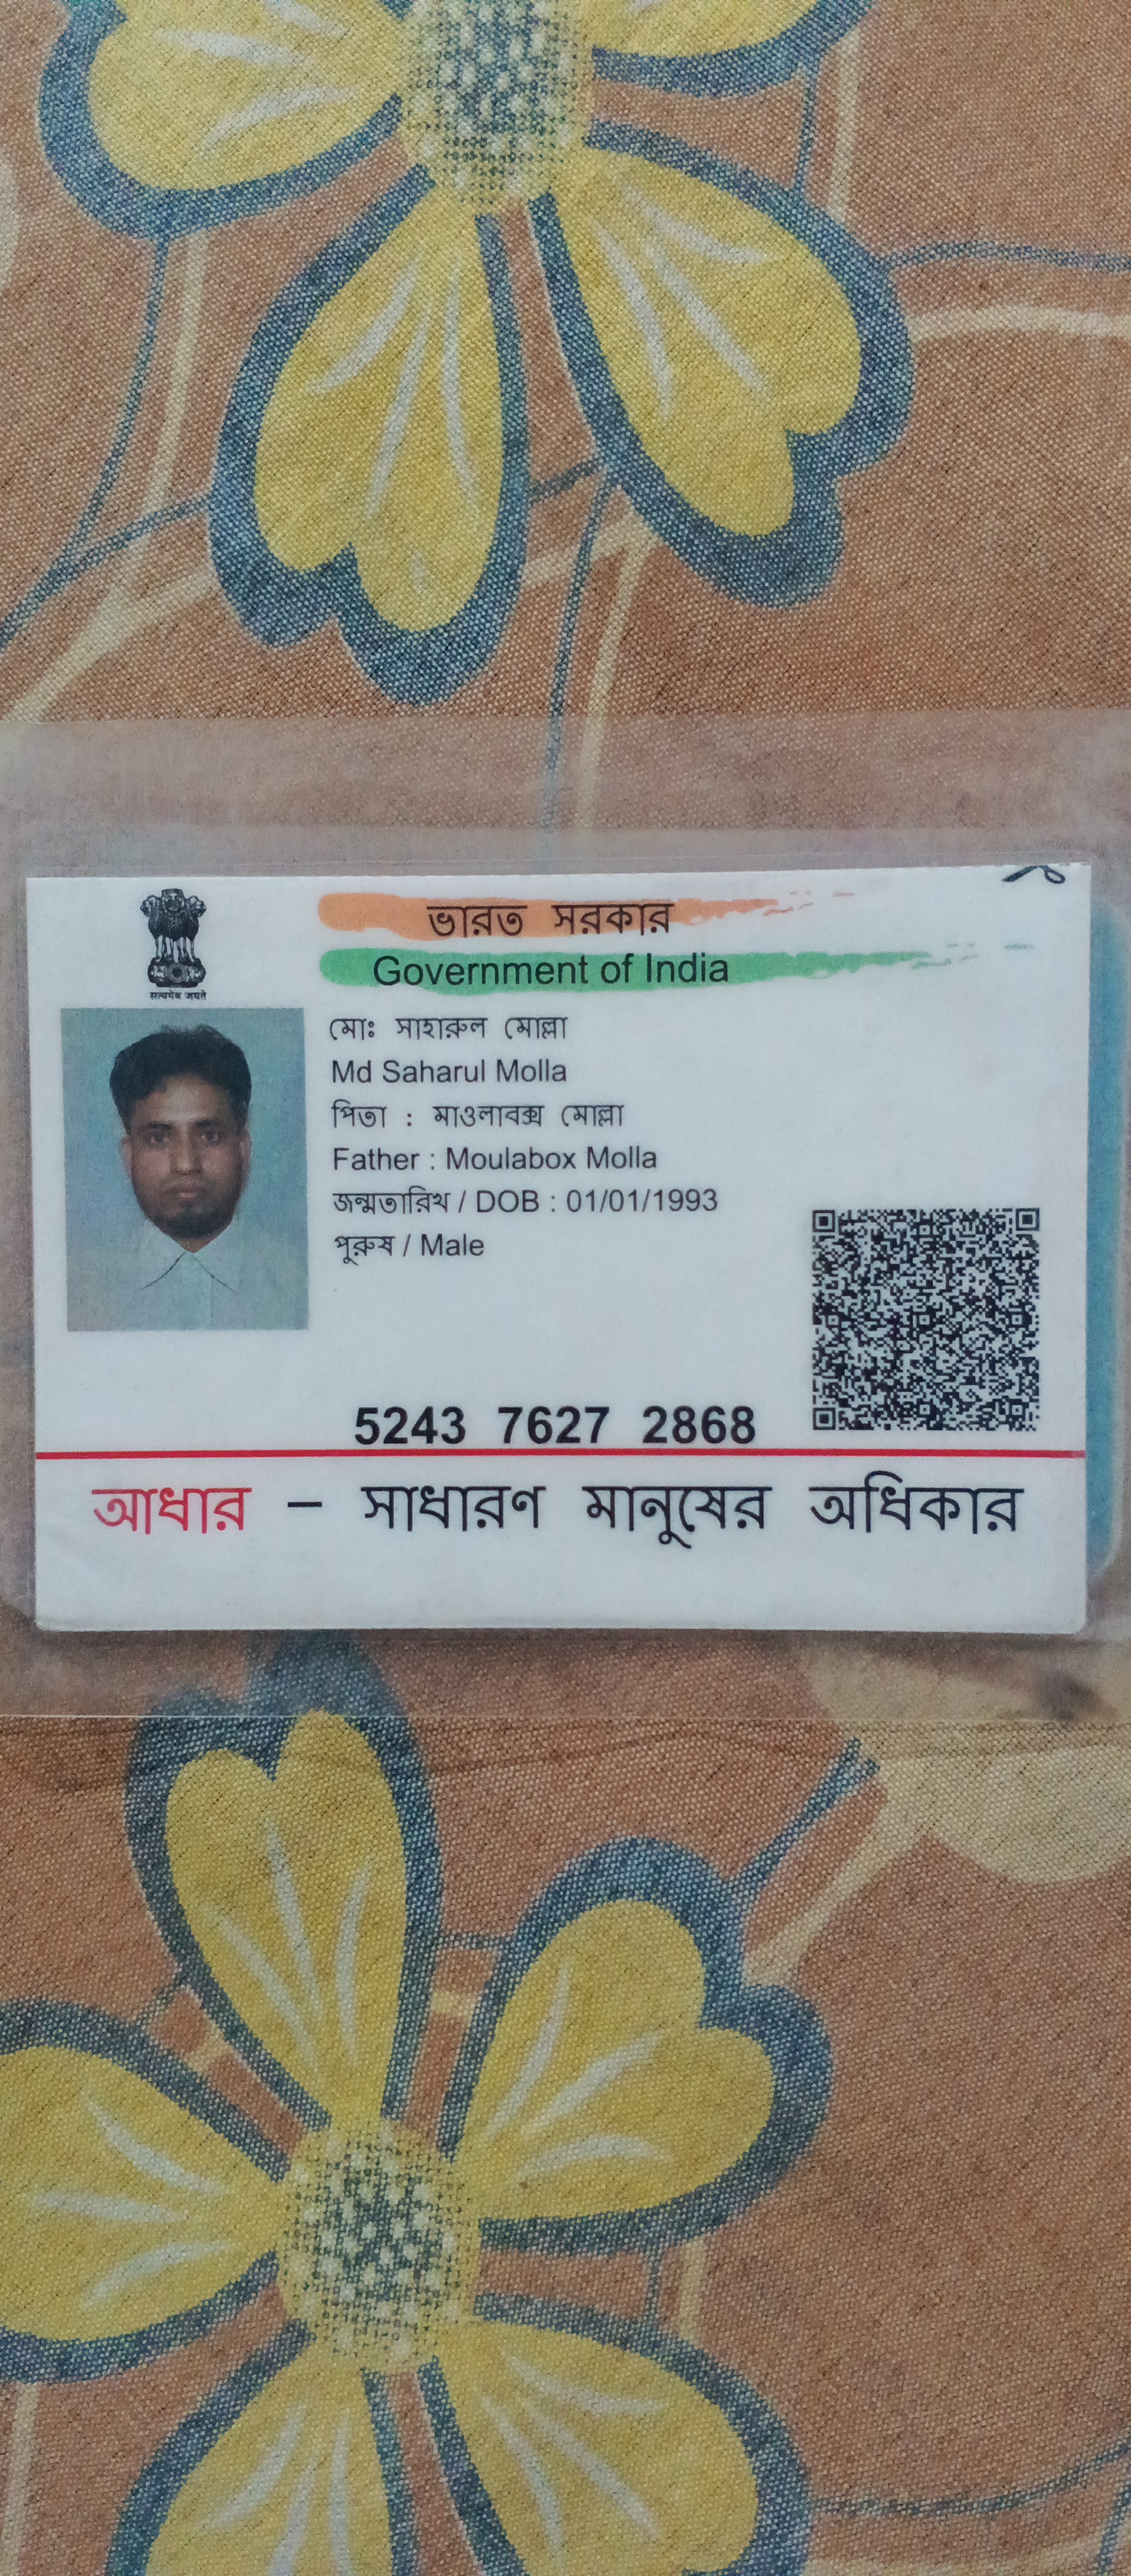 ভারত সরকার
Government of India
सत्यमेव जयते
মোঃ সাহারুল মোল্লা
Md Saharul Molla
পিতা : মাওলাবক্স মোল্লা
Father : Moulabox Molla
জন্মতারিখ / DOB : 01/01/1993
পুরুষ / Male
5243 7627 2868
আধার – সাধারণ মানুষের অধিকার